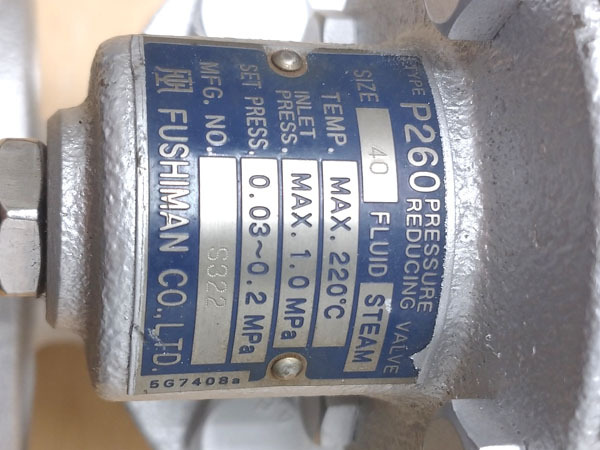 TYPE P260 PRESSURE REDUCING VALVE
SIZE 40 FLUID STEAM
TEMP. MAX. 220°C
INLET PRESS. MAX. 1.0 MPa
SET PRESS. 0.03~0.2 MPa
MFG. NO. S322
FUSHIMAN CO., LTD.
5G7408a